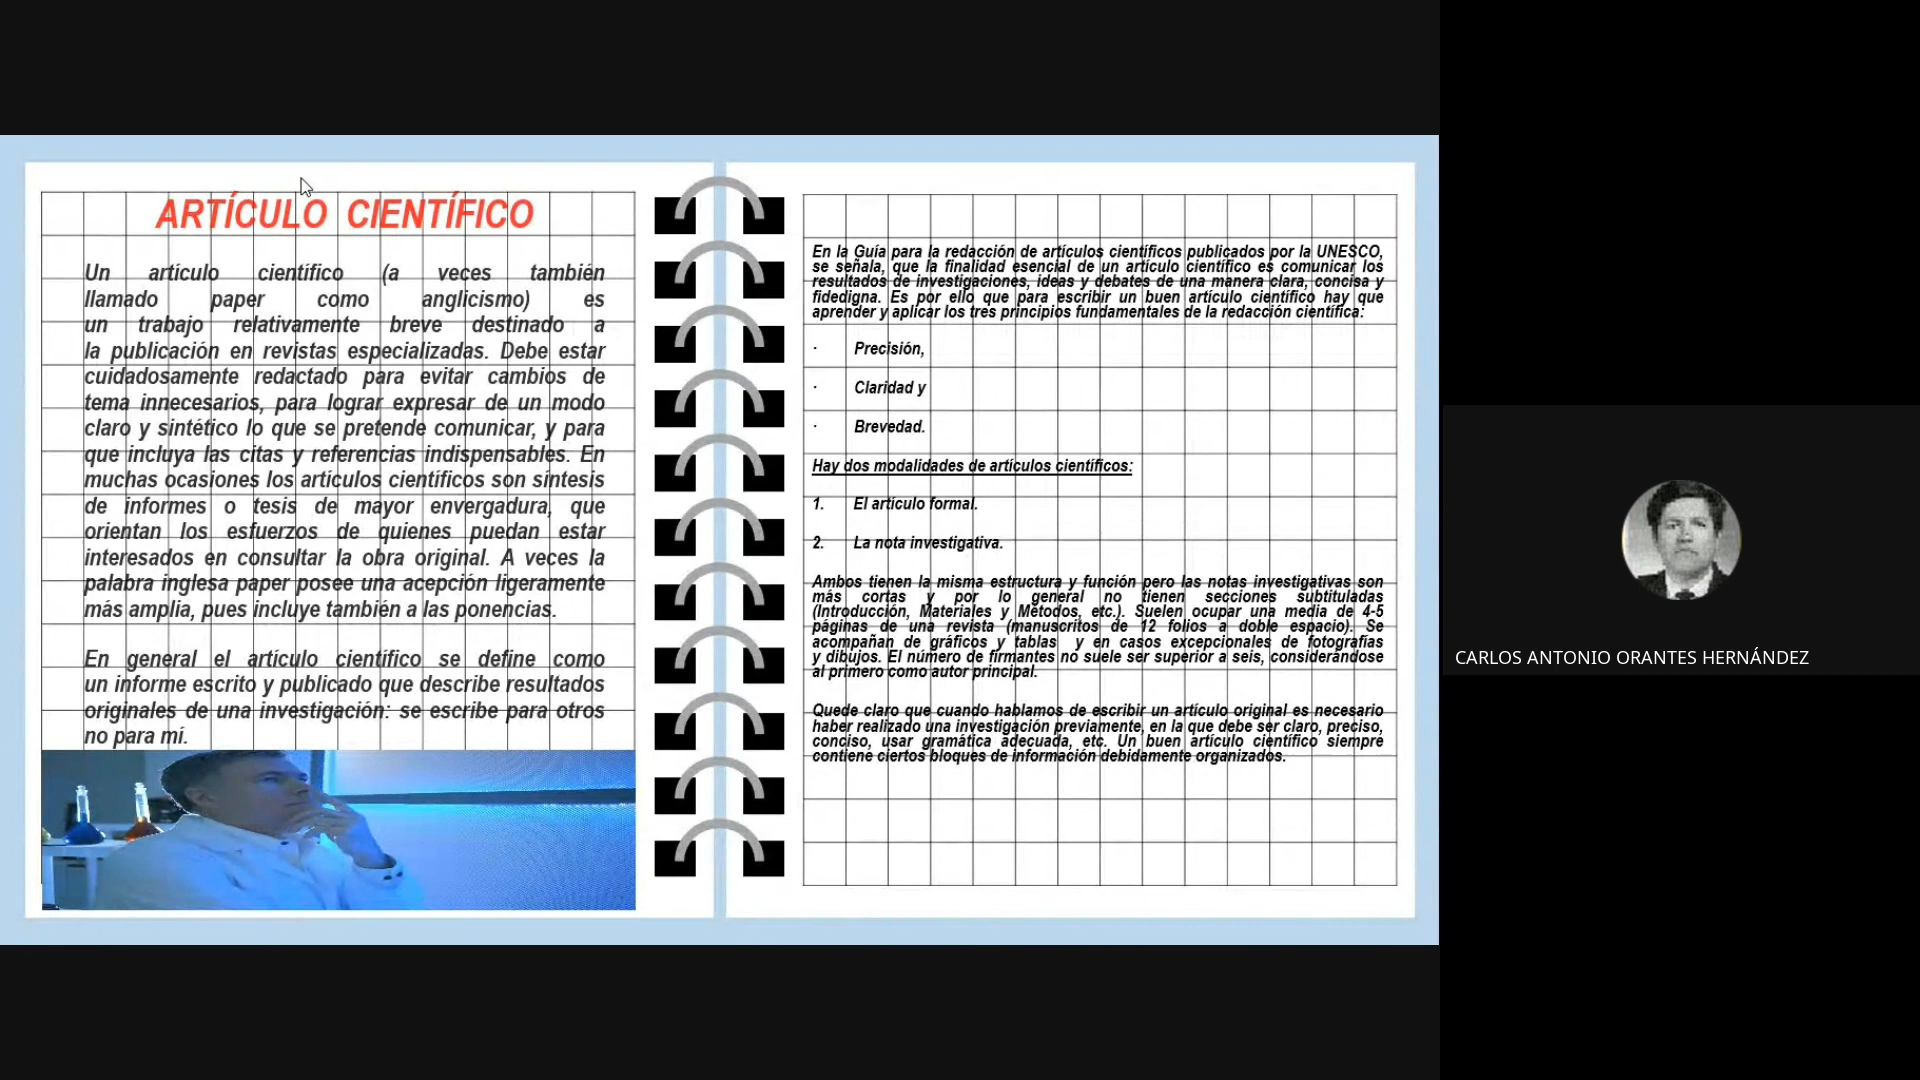 ARTÍCULO CIENTÍFICO
Un artículo científico (a veces también
llamado paper como anglicismo) es
un trabajo relativamente breve destinado a
la publicación en revistas especializadas. Debe estar
cuidadosamente redactado para evitar cambios de
tema innecesarios, para lograr expresar de un modo
claro y sintético lo que se pretende comunicar, y para
que incluya las citas y referencias indispensables. En
muchas ocasiones los artículos científicos son síntesis
de informes o tesis de mayor envergadura, que
orientan los esfuerzos de quienes puedan estar
interesados en consultar la obra original. A veces la
palabra inglesa paper posee una acepción ligeramente
más amplia, pues incluye también a las ponencias.
En general el artículo científico se define como
un informe escrito y publicado que describe resultados
originales de una investigación: se escribe para otros
no para mí.
En la Guía para la redacción de artículos científicos publicados por la UNESCO,
se señala, que la finalidad esencial de un artículo científico es comunicar los
resultados de investigaciones, ideas y debates de una manera clara, concisa y
fidedigna. Es por ello que para escribir un buen artículo científico hay que
aprender y aplicar los tres principios fundamentales de la redacción científica:
· Precisión,
· Claridad y
· Brevedad.
Hay dos modalidades de artículos científicos:
1. El artículo formal.
2. La nota investigativa.
Ambos tienen la misma estructura y función pero las notas investigativas son
más cortas y por lo general no tienen secciones subtituladas
(Introducción, Materiales y Métodos, etc.). Suelen ocupar una media de 4-5
páginas de una revista (manuscritos de 12 folios a doble espacio). Se
acompañan de gráficos y tablas y en casos excepcionales de fotografías
y dibujos. El número de firmantes no suele ser superior a seis, considerándose
al primero como autor principal.
Quede claro que cuando hablamos de escribir un artículo original es necesario
haber realizado una investigación previamente, en la que debe ser claro, preciso,
conciso, usar gramática adecuada, etc. Un buen artículo científico siempre
contiene ciertos bloques de información debidamente organizados.
CARLOS ANTONIO ORANTES HERNÁNDEZ